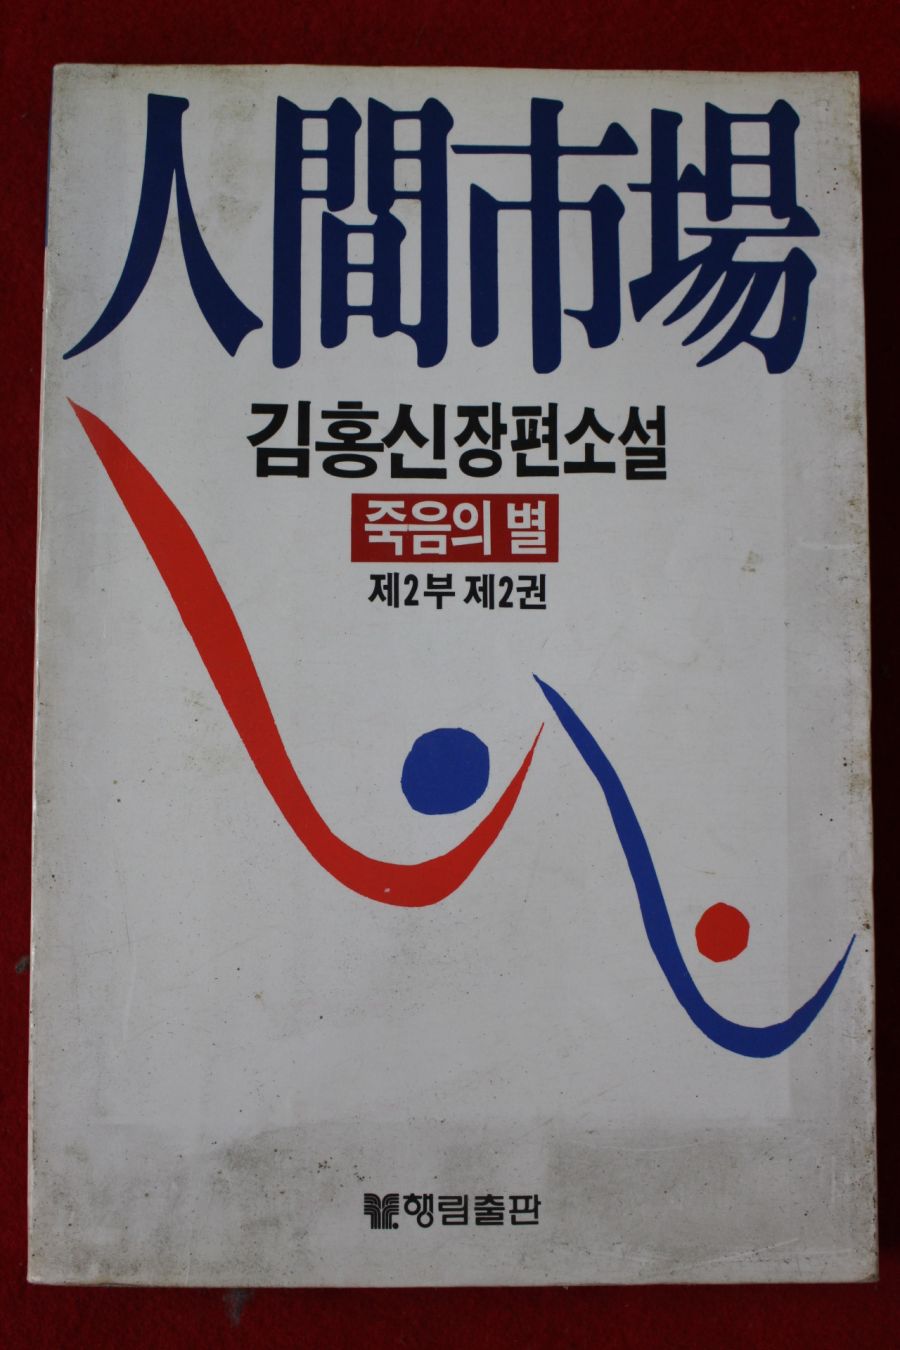 人間市場
김홍신장편소설
죽음의 별
제2부 제2권
행림출판